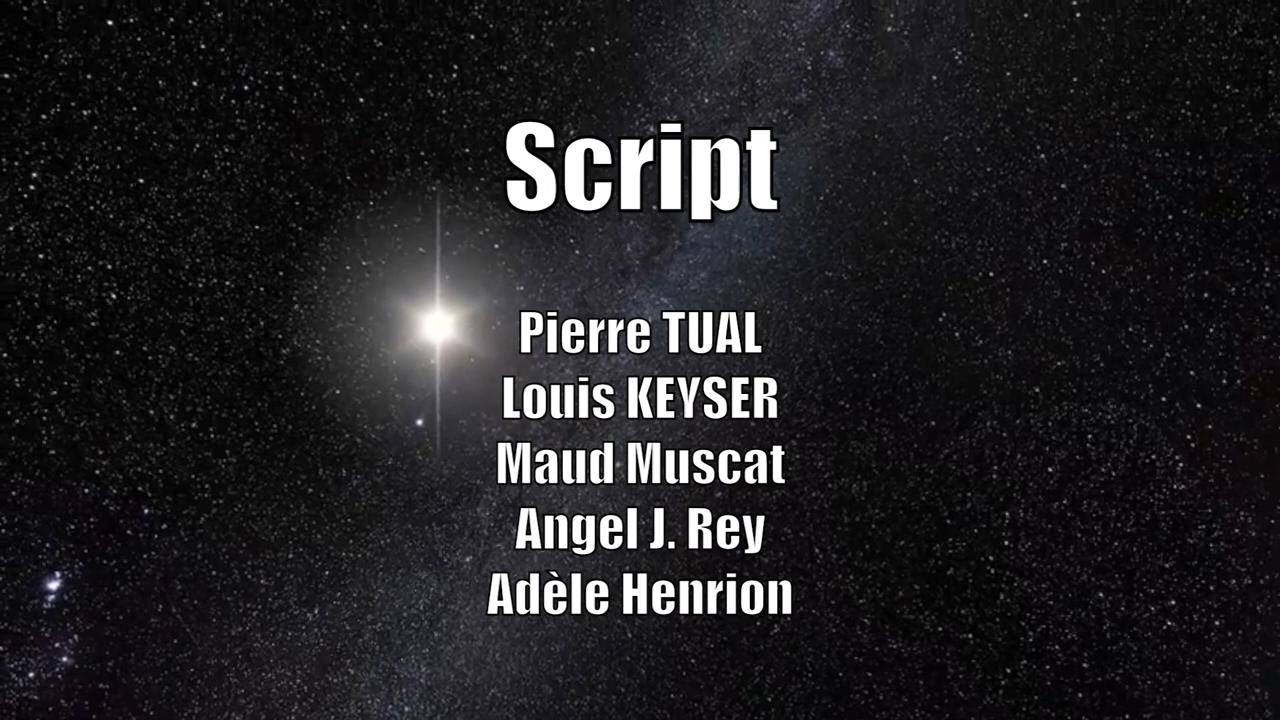 Script
Pierre TUAL
Louis KEYSER
Maud Muscat
Angel J. Rey
Adèle Henrion